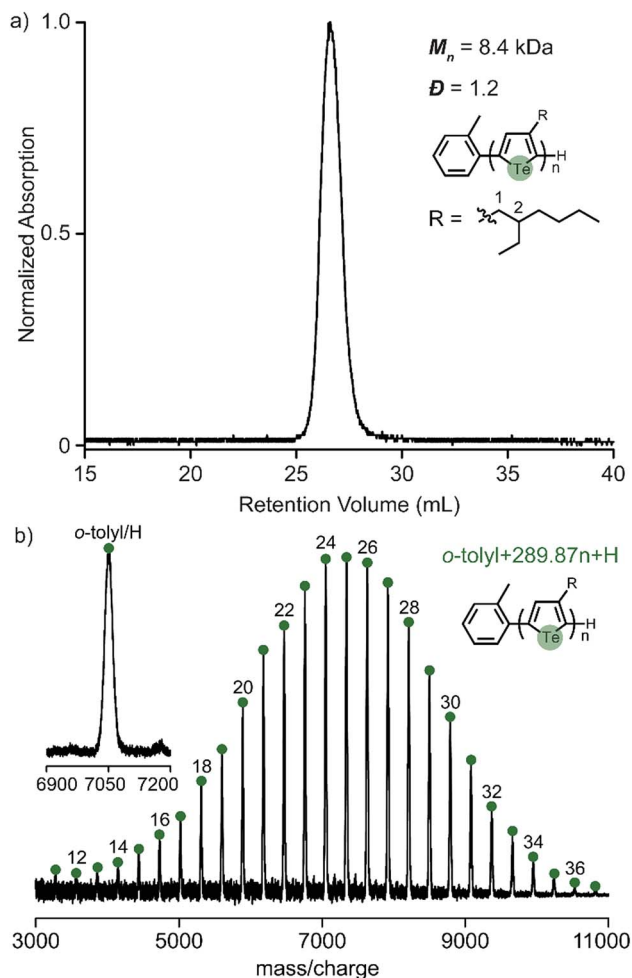 a)
1.0
0.5
0
Normalized Absorption
15 20 25 30 35 40
Retention Volume (mL)
Mn = 8.4 kDa
Đ = 1.2
R
Te
n
H
1
2
R =
b)
o-tolyl/H
6900 7050 7200
12 14 16 18 20 22 24 26 28 30 32 34 36
o-tolyl+289.87n+H
R
Te
n
H
3000 5000 7000 9000 11000
mass/charge